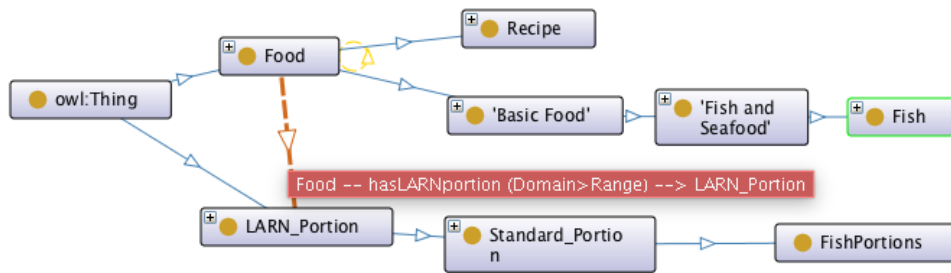 Recipe
Food
owl:Thing
'Basic Food'
'Fish and
Seafood'
Fish
Food -- hasLARNportion (Domain>Range) --> LARN_Portion
LARN_Portion
Standard_Portio
n
FishPortions